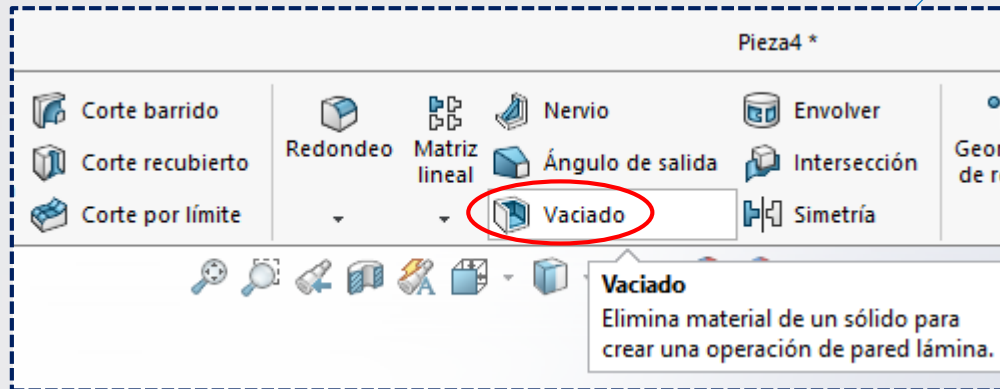 Pieza4 *
Corte barrido
Corte recubierto
Corte por límite
Redondeo
Matriz
lineal
Nervio
Ángulo de salida
Vaciado
Envolver
Intersección
Simetría
de
Vaciado
Elimina material de un sólido para
crear una operación de pared lámina.